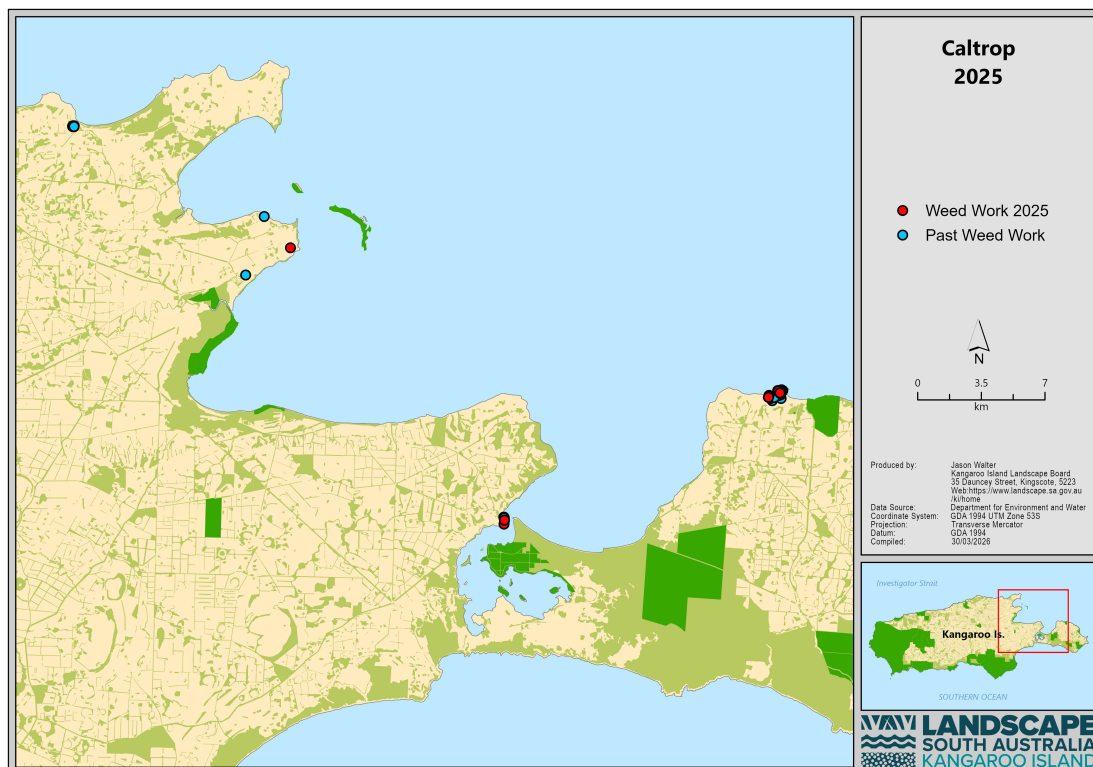 Caltrop
2025
Weed Work 2025
Past Weed Work
N
0 3.5 7
km
Produced by: Jason Walter
Kangaroo Island Landscape Board
35 Dauncey Street, Kingscote, 5223
Web:https://www.landscape.sa.gov.au
/ki/home
Data Source: Department for Environment and Water
Coordinate System: GDA 1994 UTM Zone 53S
Projection: Transverse Mercator
Datum: GDA 1994
Compiled: 30/03/2026
Investigator Strait
Kangaroo Is.
SOUTHERN OCEAN
LANDSCAPE
SOUTH AUSTRALIA
KANGAROO ISLAND